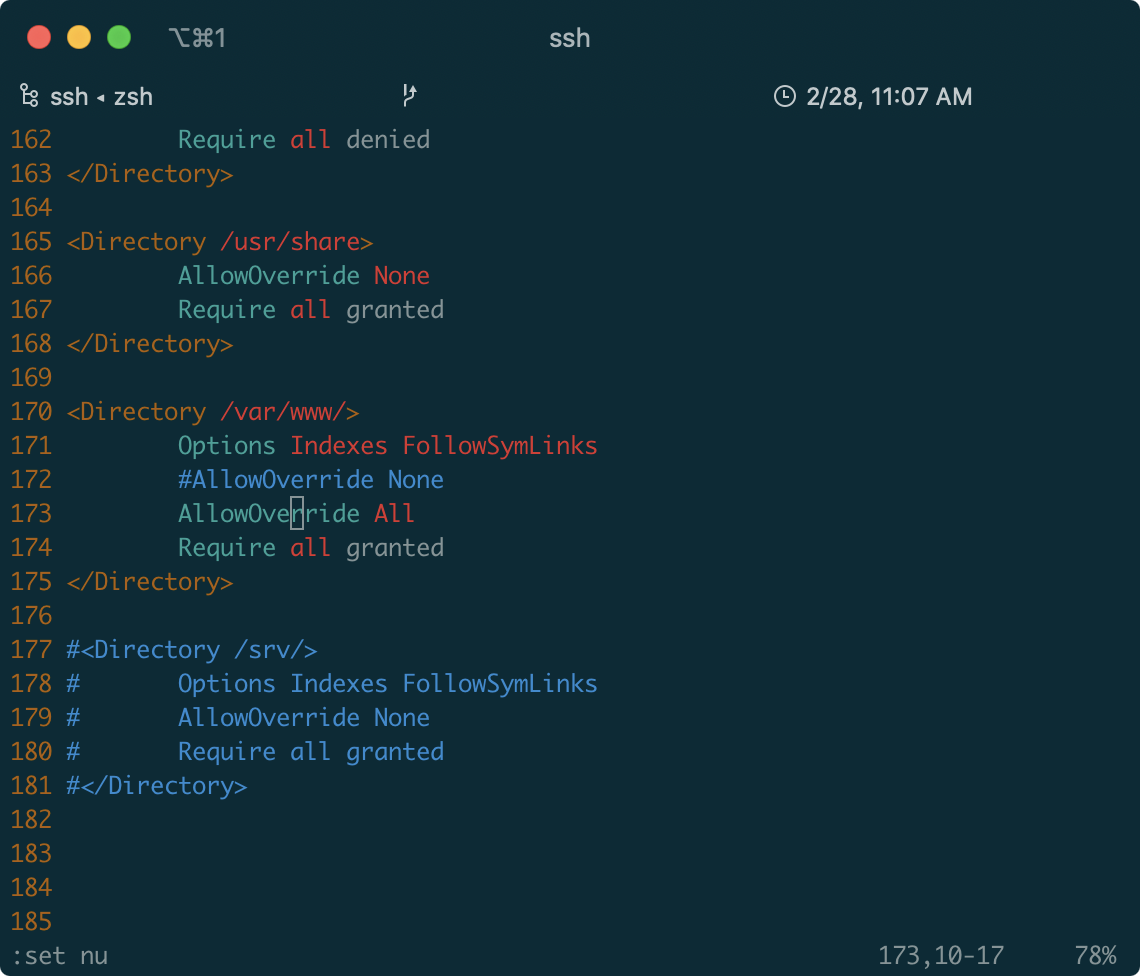 ⌥⌘1 ssh
ssh ◂ zsh 2/28, 11:07 AM
162         Require all denied
163 </Directory>
164
165 <Directory /usr/share>
166         AllowOverride None
167         Require all granted
168 </Directory>
169
170 <Directory /var/www/>
171         Options Indexes FollowSymLinks
172         #AllowOverride None
173         AllowOverride All
174         Require all granted
175 </Directory>
176
177 #<Directory /srv/>
178 #       Options Indexes FollowSymLinks
179 #       AllowOverride None
180 #       Require all granted
181 #</Directory>
182
183
184
185
:set nu 173,10-17 78%